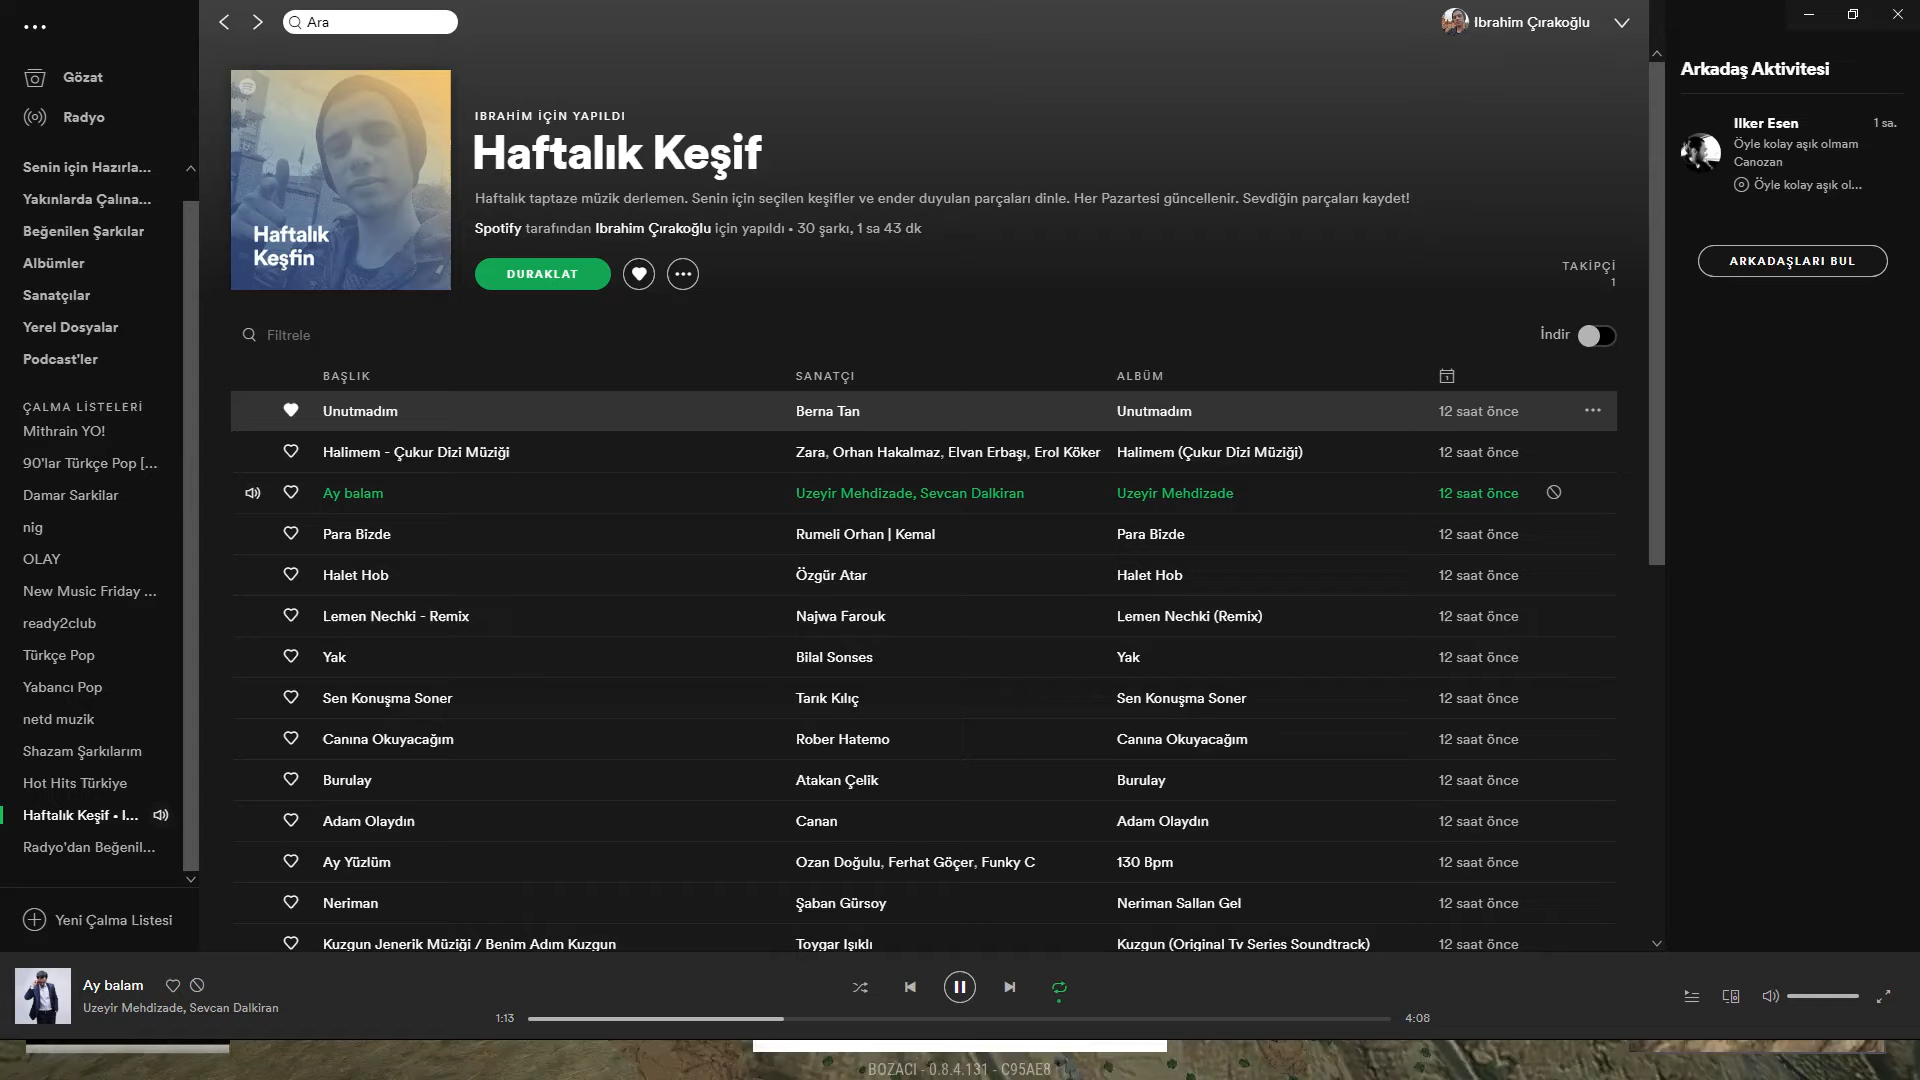 Ara
Ibrahim Çırakoğlu
Gözat
Radyo
Senin için Hazırla...
Yakınlarda Çalına...
Beğenilen Şarkılar
Albümler
Sanatçılar
Yerel Dosyalar
Podcast'ler
ÇALMA LİSTELERİ
Mithrain YO!
90'lar Türkçe Pop [...
Damar Sarkilar
nig
OLAY
New Music Friday ...
ready2club
Türkçe Pop
Yabancı Pop
netd muzik
Shazam Şarkılarım
Hot Hits Türkiye
Haftalık Keşif • I...
Radyo'dan Beğenil...
Yeni Çalma Listesi
Haftalık
Keşfin
IBRAHİM İÇİN YAPILDI
Haftalık Keşif
Haftalık taptaze müzik derlemen. Senin için seçilen keşifler ve ender duyulan parçaları dinle. Her Pazartesi güncellenir. Sevdiğin parçaları kaydet!
Spotify tarafından Ibrahim Çırakoğlu için yapıldı • 30 şarkı, 1 sa 43 dk
DURAKLAT
TAKİPÇİ
1
Filtrele
İndir
BAŞLIK SANATÇI ALBÜM
Unutmadım Berna Tan Unutmadım 12 saat önce
Halimem - Çukur Dizi Müziği Zara, Orhan Hakalmaz, Elvan Erbaşı, Erol Köker Halimem (Çukur Dizi Müziği) 12 saat önce
Ay balam Uzeyir Mehdizade, Sevcan Dalkiran Uzeyir Mehdizade 12 saat önce
Para Bizde Rumeli Orhan | Kemal Para Bizde 12 saat önce
Halet Hob Özgür Atar Halet Hob 12 saat önce
Lemen Nechki - Remix Najwa Farouk Lemen Nechki (Remix) 12 saat önce
Yak Bilal Sonses Yak 12 saat önce
Sen Konuşma Soner Tarık Kılıç Sen Konuşma Soner 12 saat önce
Canına Okuyacağım Rober Hatemo Canına Okuyacağım 12 saat önce
Burulay Atakan Çelik Burulay 12 saat önce
Adam Olaydın Canan Adam Olaydın 12 saat önce
Ay Yüzlüm Ozan Doğulu, Ferhat Göçer, Funky C 130 Bpm 12 saat önce
Neriman Şaban Gürsoy Neriman Sallan Gel 12 saat önce
Kuzgun Jenerik Müziği / Benim Adım Kuzgun Toygar Işıklı Kuzgun (Original Tv Series Soundtrack) 12 saat önce
Arkadaş Aktivitesi
Ilker Esen 1 sa.
Öyle kolay aşık olmam
Canozan
Öyle kolay aşık ol...
ARKADAŞLARI BUL
Ay balam
Uzeyir Mehdizade, Sevcan Dalkiran
1:13 4:08
BOZACI - 0.8.4.131 - C95AE8